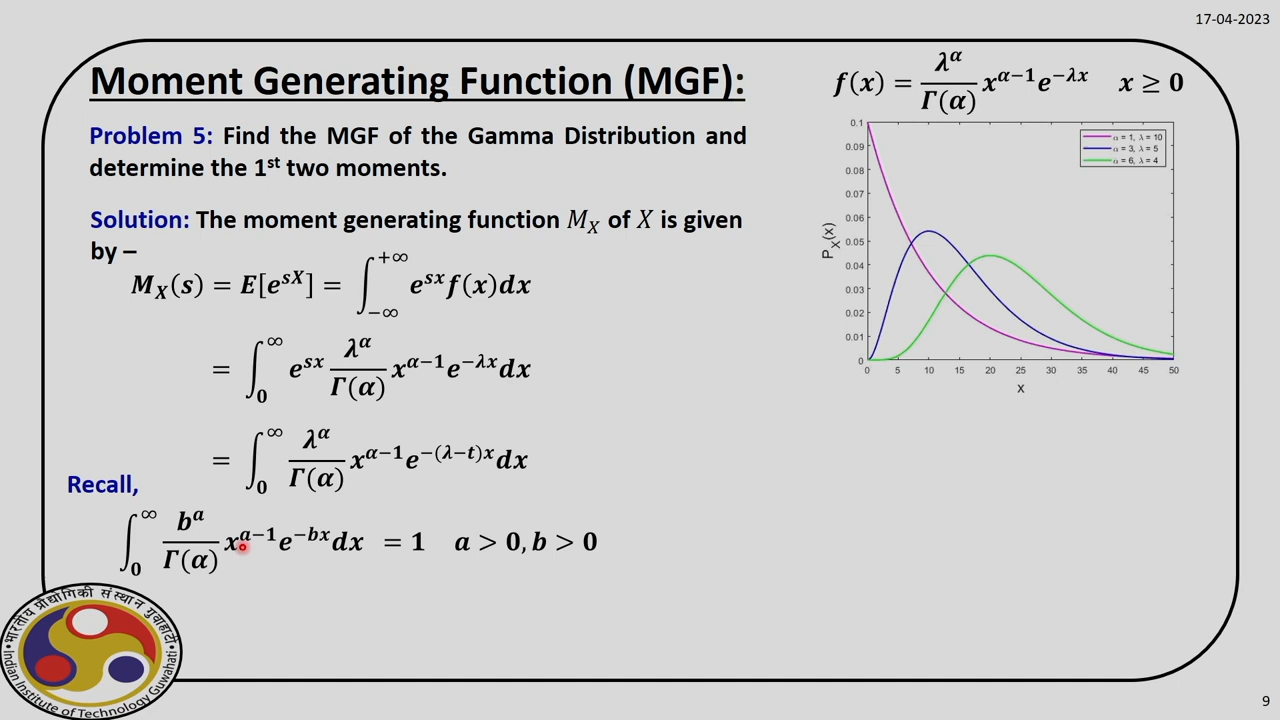 17-04-2023
Moment Generating Function (MGF):
Problem 5: Find the MGF of the Gamma Distribution and
determine the 1st two moments.
Solution: The moment generating function M_X of X is given
by –
M_X(s) = E[e^{sX}] = ∫_{−∞}^{+∞} e^{sx} f(x)dx
= ∫_0^∞ e^{sx} λ^α/Γ(α) x^{α−1} e^{−λx} dx
= ∫_0^∞ λ^α/Γ(α) x^{α−1} e^{−(λ−t)x} dx
Recall,
∫_0^∞ b^a/Γ(α) x^{a−1} e^{−bx} dx = 1 a > 0, b > 0
f(x) = λ^α/Γ(α) x^{α−1} e^{−λx} x ≥ 0
α = 1, λ = 10
α = 3, λ = 5
α = 6, λ = 4
P_X(x)
0.1
0.09
0.08
0.07
0.06
0.05
0.04
0.03
0.02
0.01
0
0 5 10 15 20 25 30 35 40 45 50
x
भारतीय प्रौद्योगिकी संस्थान गुवाहाटी
Indian Institute of Technology Guwahati
9